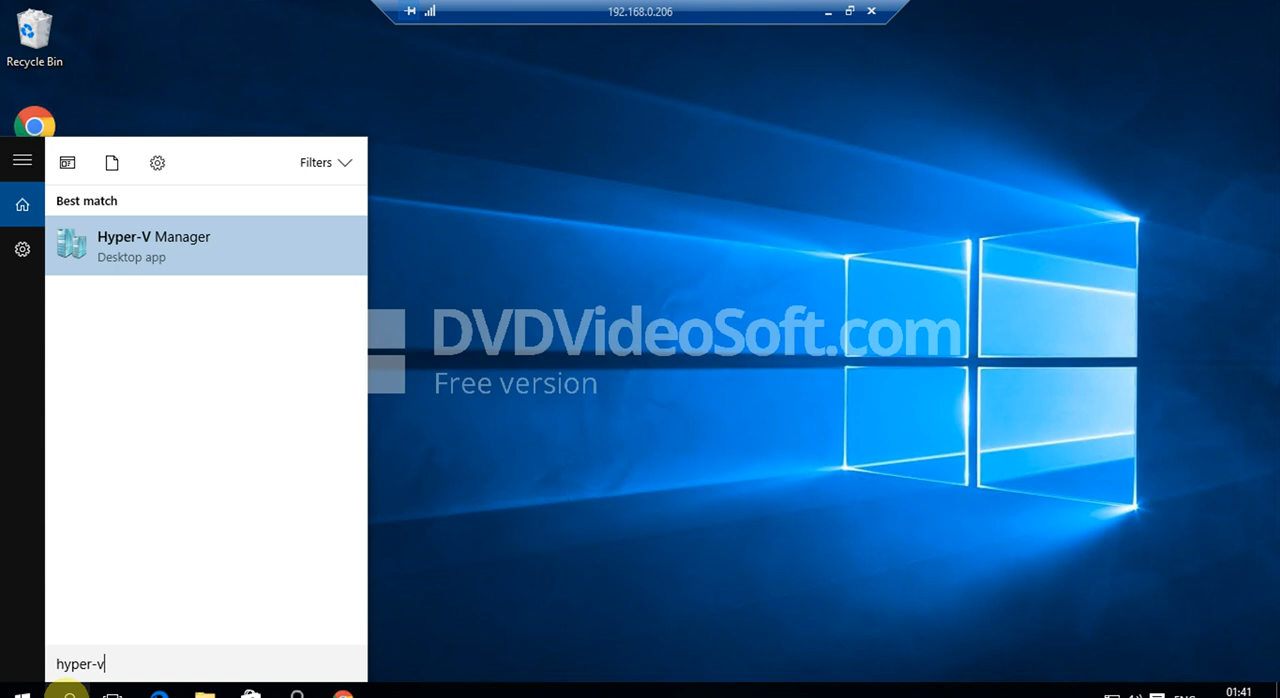 192.168.0.206
Recycle Bin
Filters
Best match
Hyper-V Manager
Desktop app
DVDVideoSoft.com
Free version
hyper-v
01:41